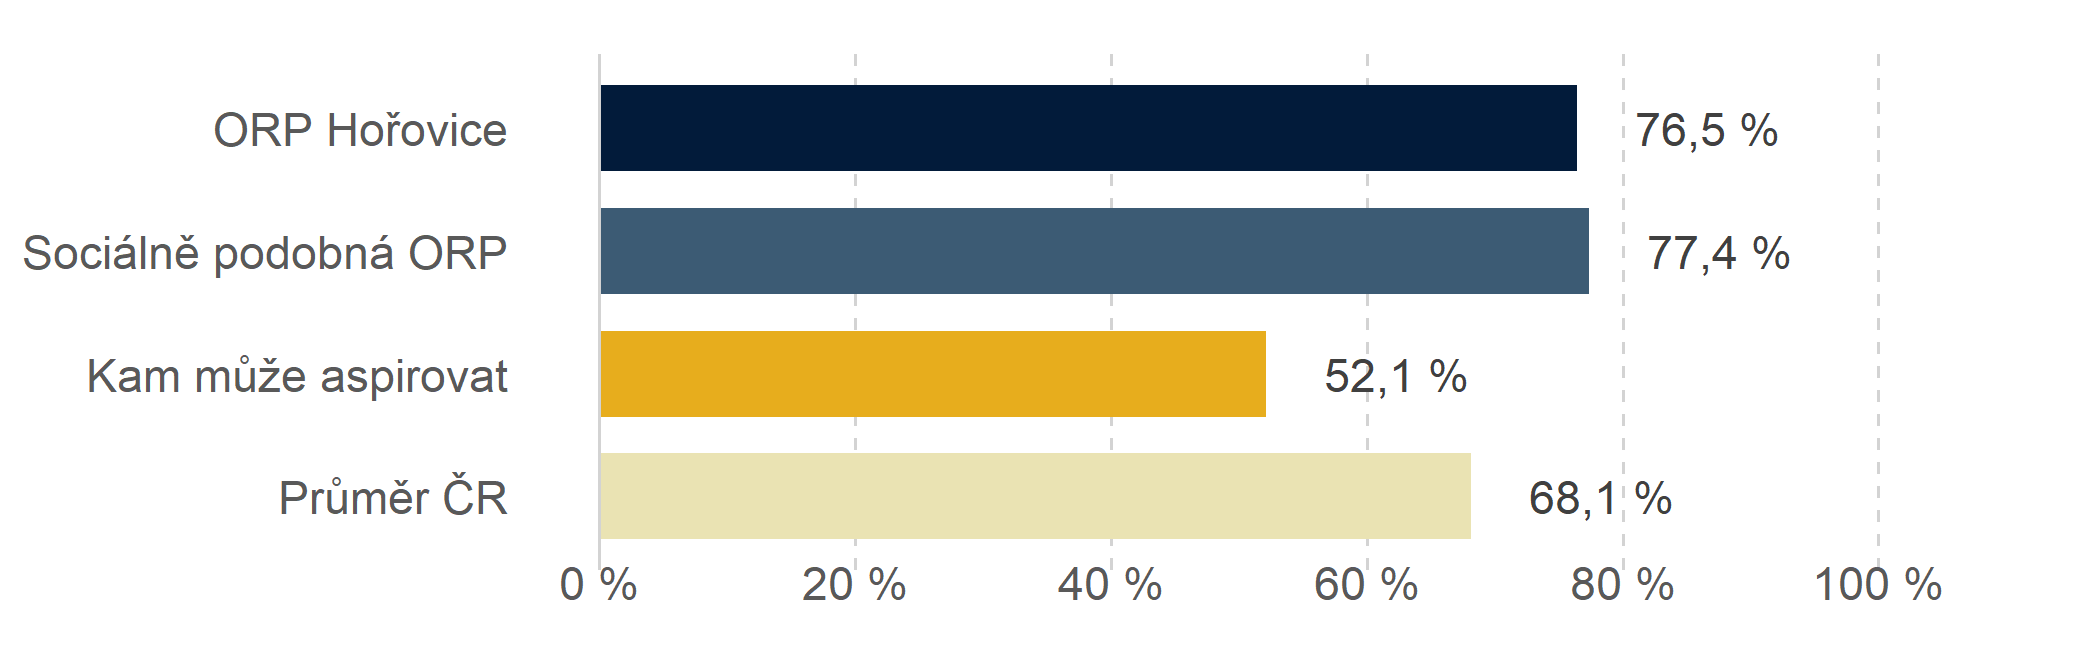 ORP Hořovice
76,5 %
Sociálně podobná ORP
77,4 %
Kam může aspirovat
52,1 %
Průměr ČR
68,1 %
0 %
20 %
40 %
60 %
80 %
100 %